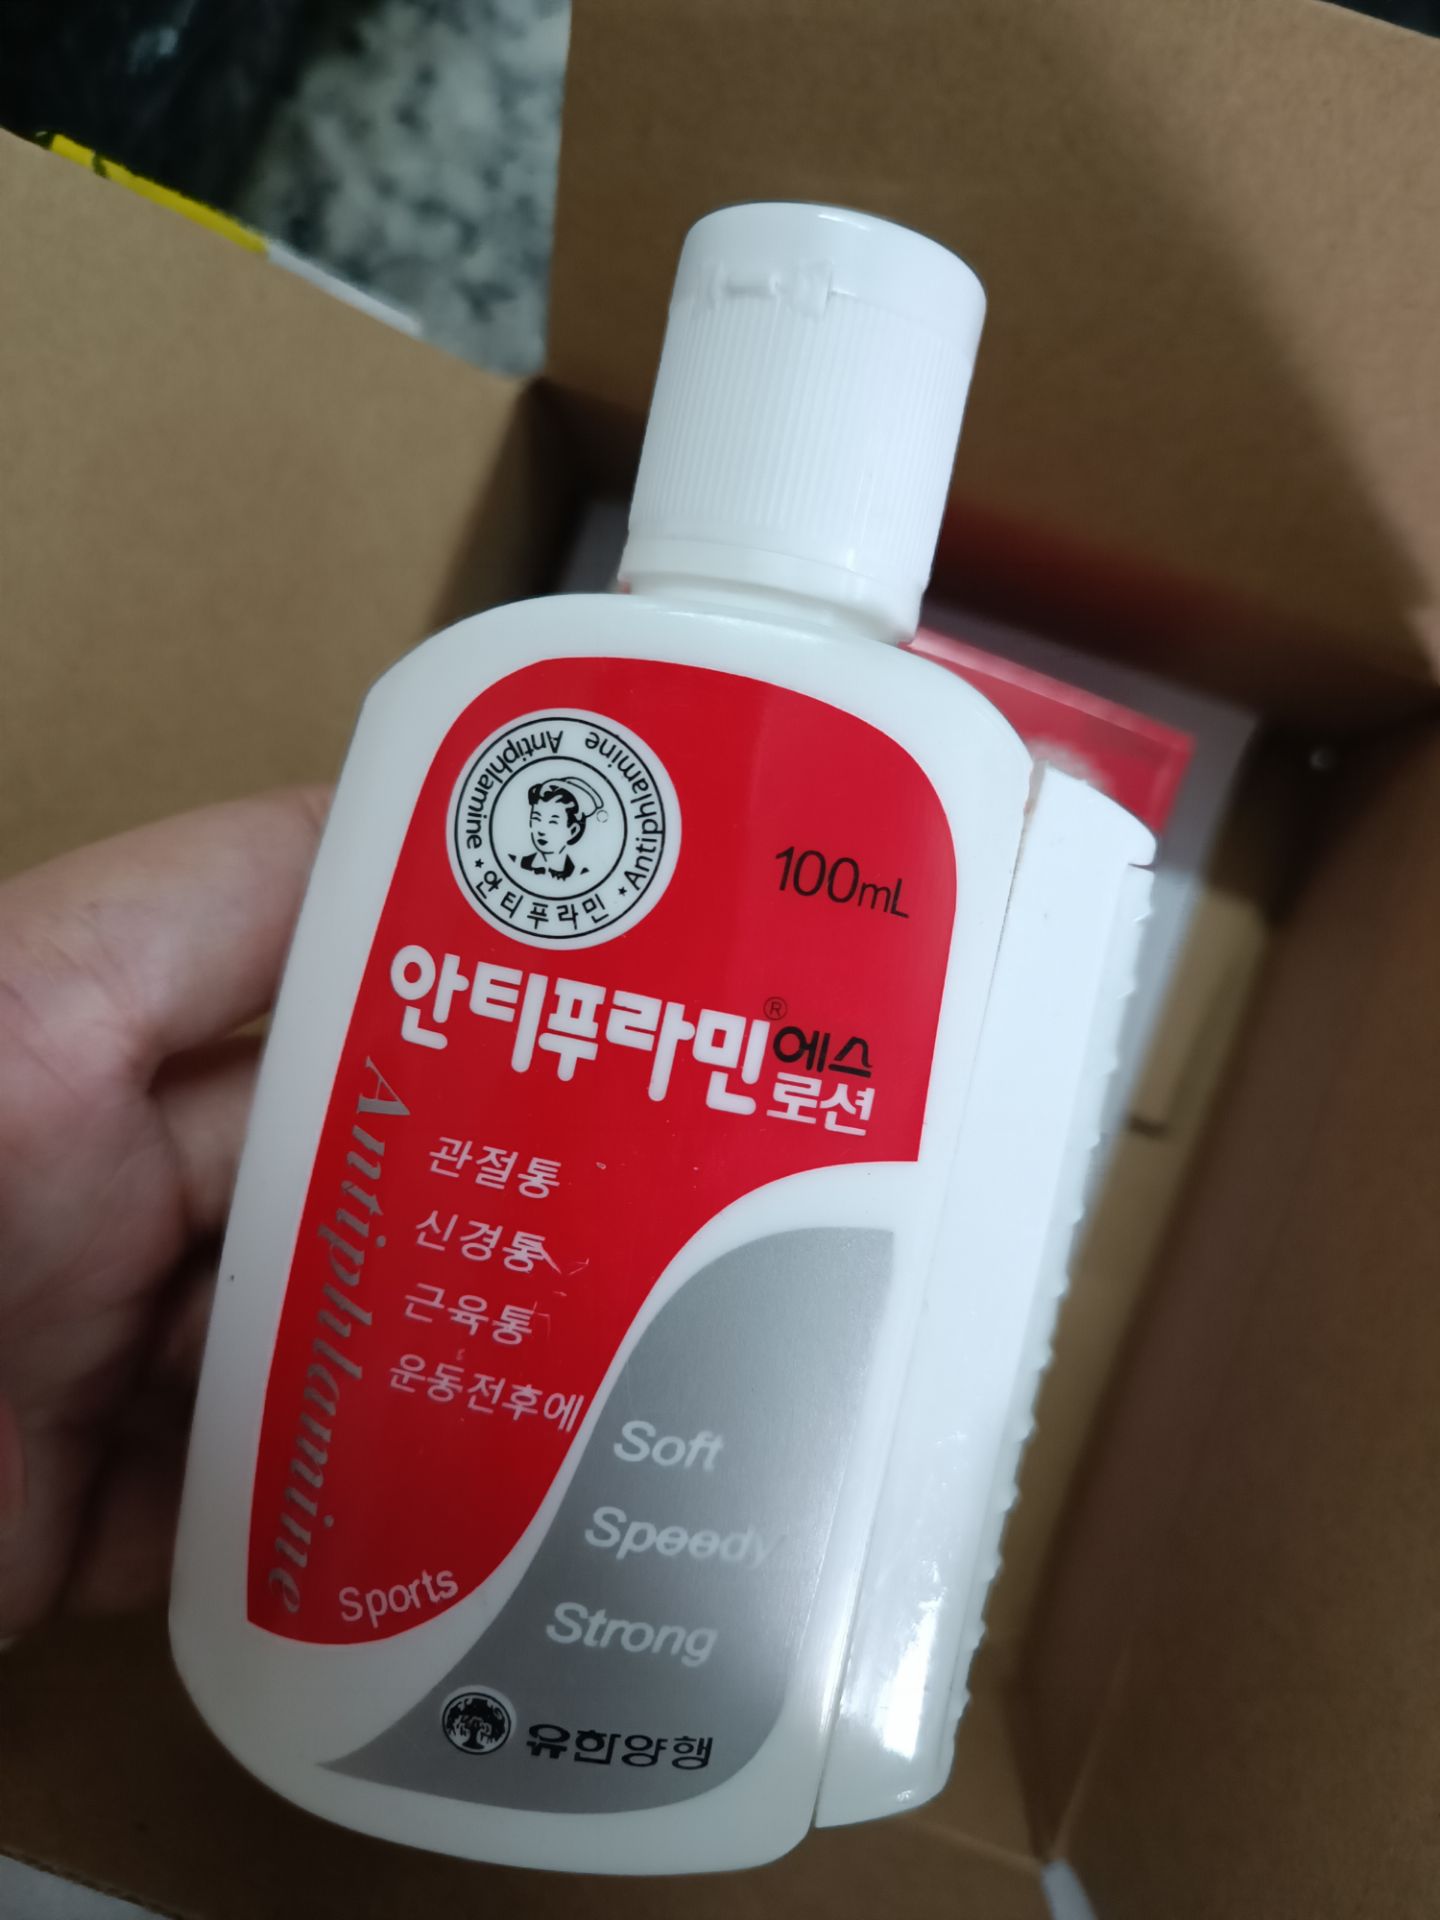 Antiphlamine Antiphlamine Antiphlamine
안티푸라민
100mL
안티푸라민®에스
로션
Antiphlamine
관절통
신경통
근육통
운동전후에
Sports
Soft
Speedy
Strong
유한양행